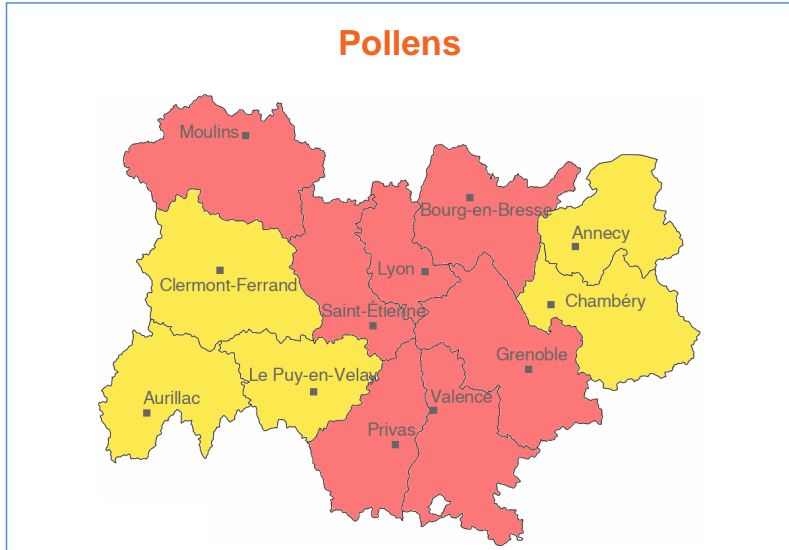 Pollens
Moulins
Bourg-en-Bresse
Annecy
Lyon
Clermont-Ferrand
Chambéry
Saint-Étienne
Grenoble
Le Puy-en-Velay
Aurillac
Valence
Privas